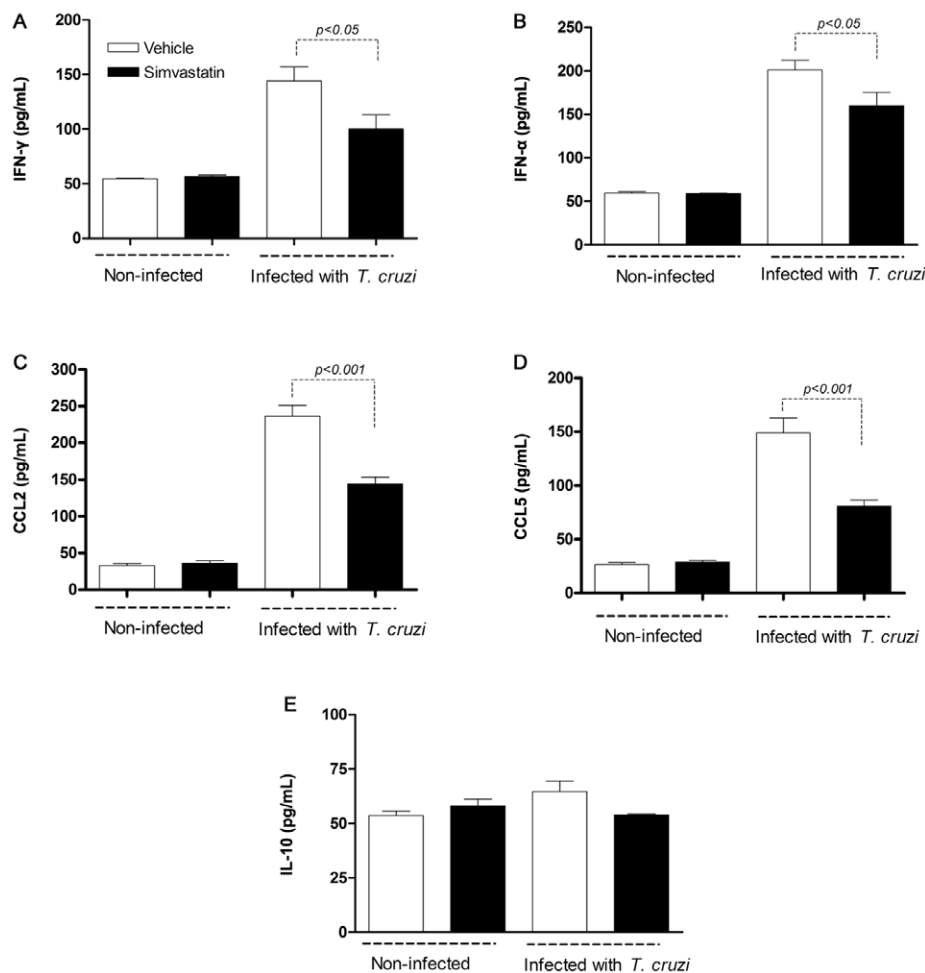 A
IFN-γ (pg/mL)
200
150
100
50
0
Vehicle
Simvastatin
p<0.05
Non-infected
Infected with T. cruzi
B
IFN-α (pg/mL)
250
200
150
100
50
0
p<0.05
Non-infected
Infected with T. cruzi
C
CCL2 (pg/mL)
300
250
200
150
100
50
0
p<0.001
Non-infected
Infected with T. cruzi
D
CCL5 (pg/mL)
200
150
100
50
0
p<0.001
Non-infected
Infected with T. cruzi
E
IL-10 (pg/mL)
100
75
50
25
0
Non-infected
Infected with T. cruzi